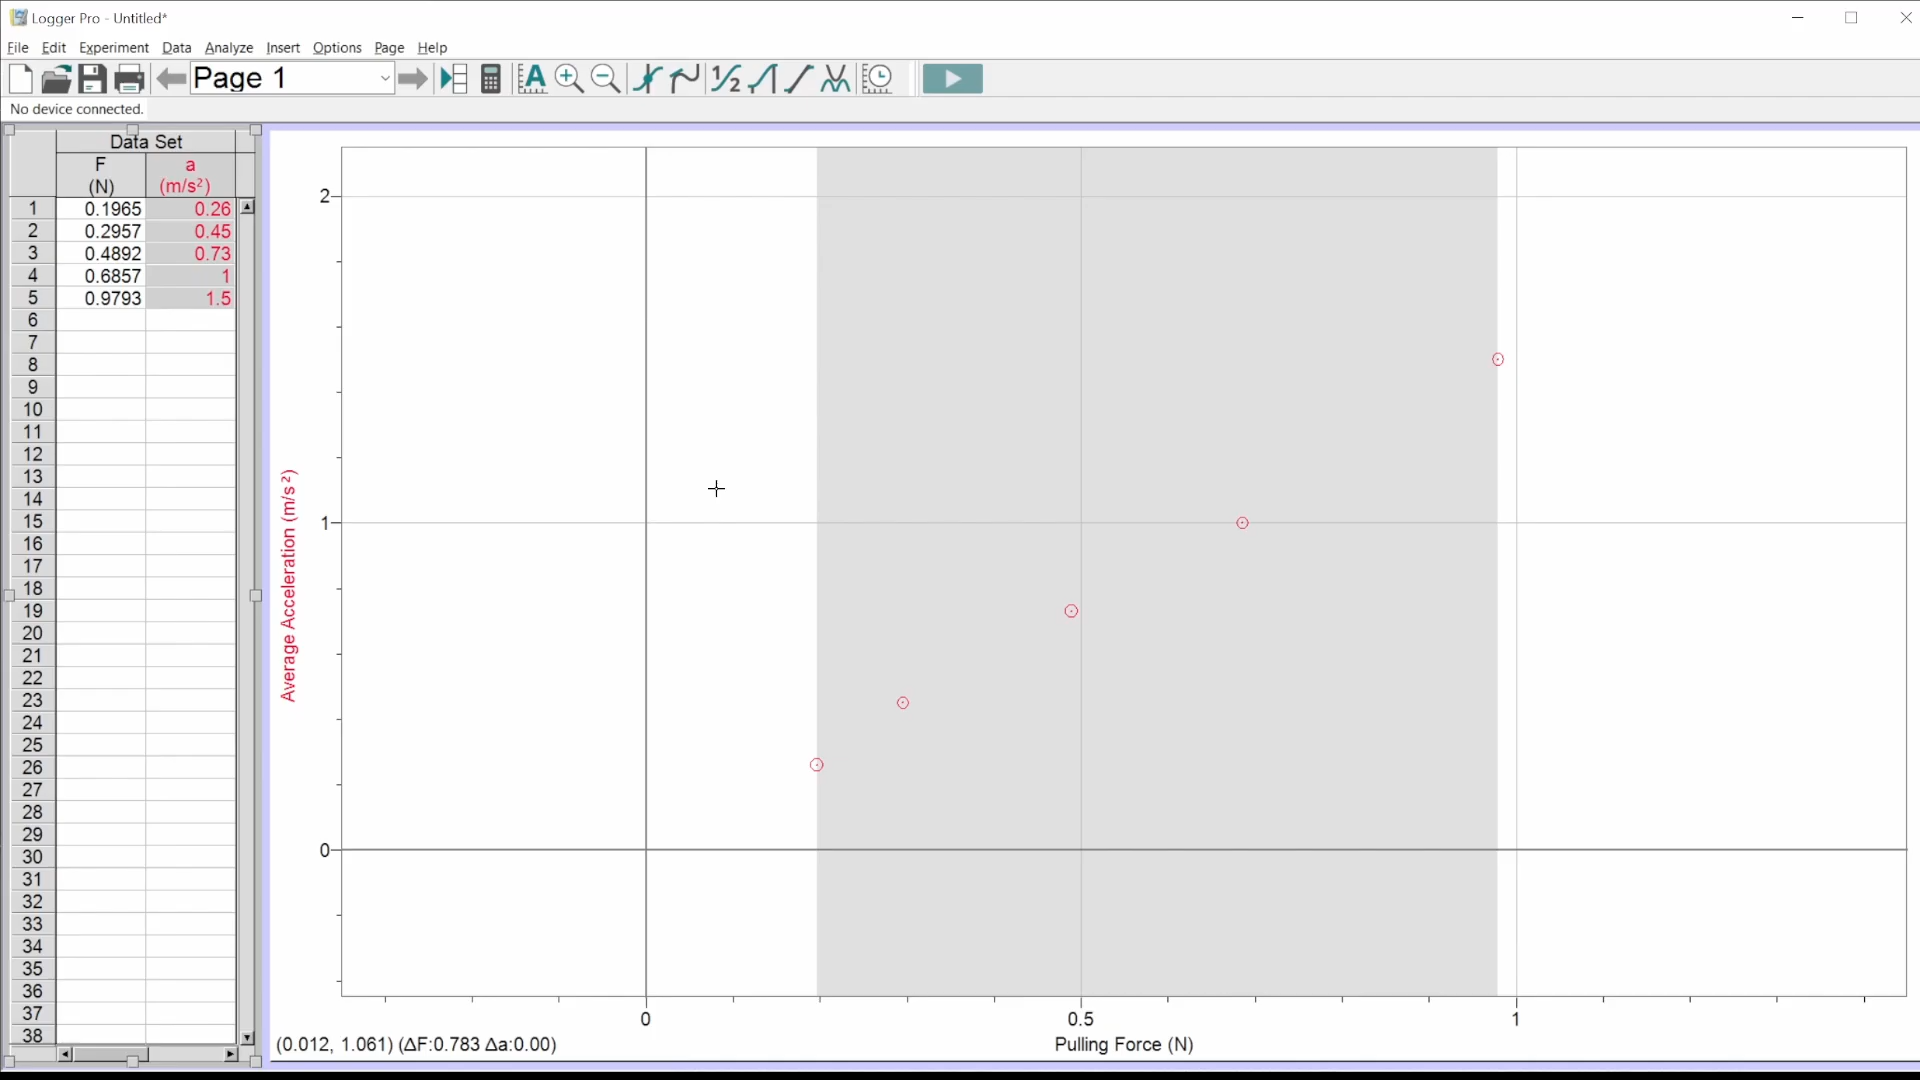 Logger Pro - Untitled*
File Edit Experiment Data Analyze Insert Options Page Help
Page 1
No device connected.
Data Set
F a
(N) (m/s²)
1 0.1965 0.26
2 0.2957 0.45
3 0.4892 0.73
4 0.6857 1
5 0.9793 1.5
6
7
8
9
10
11
12
13
14
15
16
17
18
19
20
21
22
23
24
25
26
27
28
29
30
31
32
33
34
35
36
37
38
Average Acceleration (m/s²)
2
1
0
0 0.5 1
(0.012, 1.061) (ΔF:0.783 Δa:0.00)
Pulling Force (N)